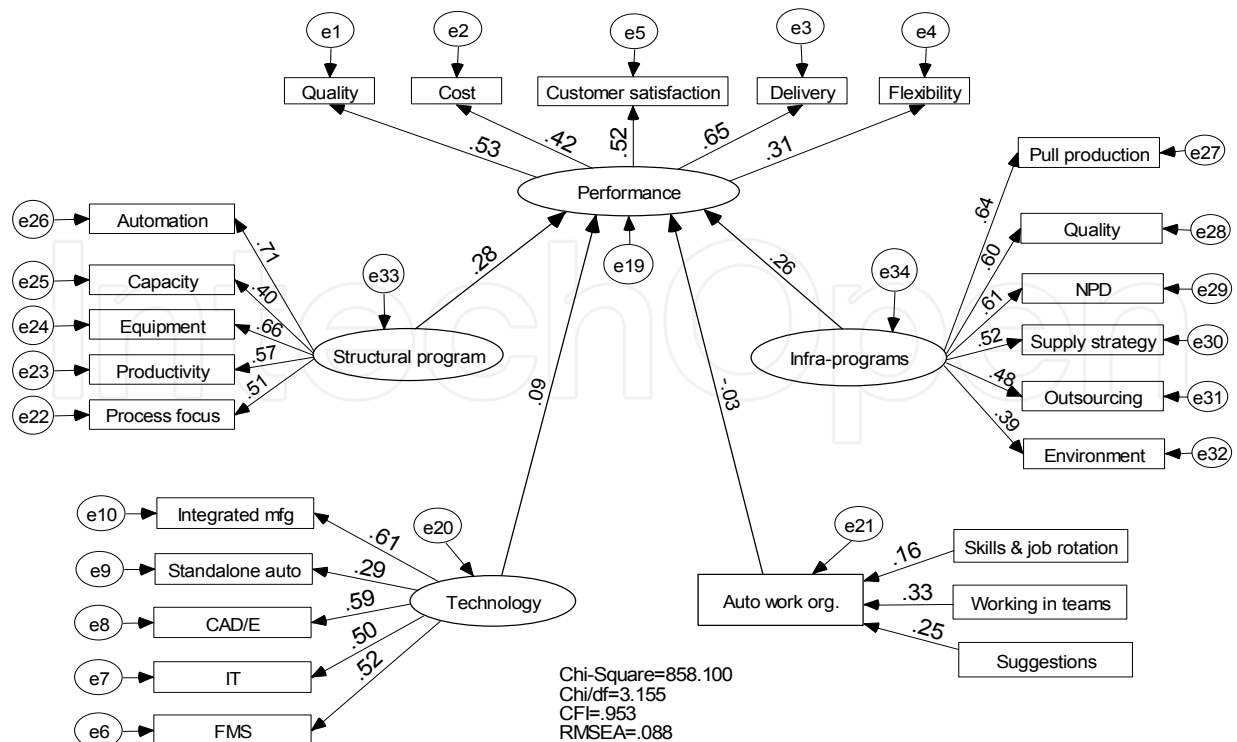 e1
e2
e5
e3
e4
Quality
Cost
Customer satisfaction
Delivery
Flexibility
.53
.42
.52
.65
.31
Performance
e19
e26
Automation
.71
e25
Capacity
.40
e24
Equipment
.66
e23
Productivity
.57
e22
Process focus
.51
e33
Structural program
.28
.09
-.03
.26
e34
Infra-programs
Pull production
e27
.64
Quality
e28
.60
NPD
e29
.61
Supply strategy
e30
.52
Outsourcing
e31
.48
Environment
e32
.39
InTechOpen
e10
Integrated mfg
.61
e9
Standalone auto
.29
e8
CAD/E
.59
e7
IT
.50
e6
FMS
.52
e20
Technology
e21
Auto work org.
.16
Skills & job rotation
.33
Working in teams
.25
Suggestions
Chi-Square=858.100
Chi/df=3.155
CFI=.953
RMSEA=.088